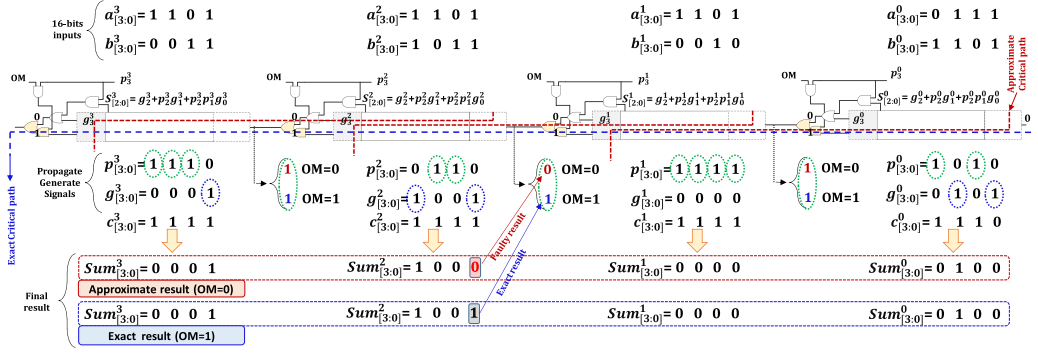 16-bits inputs
a³[3:0]= 1 1 0 1
a²[3:0]= 1 1 0 1
a¹[3:0]= 1 1 0 1
a⁰[3:0]= 0 1 1 1
b³[3:0]= 0 0 1 1
b²[3:0]= 1 0 1 1
b¹[3:0]= 0 0 1 0
b⁰[3:0]= 1 1 0 1
Approximate Critical path
OM p³₃
OM p²₃
OM p¹₃
OM p⁰₃
S³[2:0]= g³₂+p³₂g³₁+p³₂p³₁g³₀
S²[2:0]= g²₂+p²₂g²₁+p²₂p²₁g²₀
S¹[2:0]= g¹₂+p¹₂g¹₁+p¹₂p¹₁g¹₀
S⁰[2:0]= g⁰₂+p⁰₂g⁰₁+p⁰₂p⁰₁g⁰₀
0 g³₃
0 g²₃
0 g¹₃
0 g⁰₃
0
1
1
1
1
Exact Critical path
Propagate Generate Signals
p³[3:0]= 1 1 1 0
1 OM=0
p²[3:0]= 0 1 1 0
0 OM=0
p¹[3:0]= 1 1 1 1
1 OM=0
p⁰[3:0]= 1 0 1 0
g³[3:0]= 0 0 0 1
1 OM=1
g²[3:0]= 1 0 0 1
1 OM=1
g¹[3:0]= 0 0 0 0
1 OM=1
g⁰[3:0]= 0 1 0 1
c³[3:0]= 1 1 1 1
c²[3:0]= 1 1 1 1
c¹[3:0]= 1 1 1 1
c⁰[3:0]= 1 1 1 0
Faulty result
Exact result
Final result
Sum³[3:0]= 0 0 0 1
Sum²[3:0]= 1 0 0 0
Sum¹[3:0]= 0 0 0 0
Sum⁰[3:0]= 0 1 0 0
Approximate result (OM=0)
Sum³[3:0]= 0 0 0 1
Sum²[3:0]= 1 0 0 1
Sum¹[3:0]= 0 0 0 0
Sum⁰[3:0]= 0 1 0 0
Exact result (OM=1)